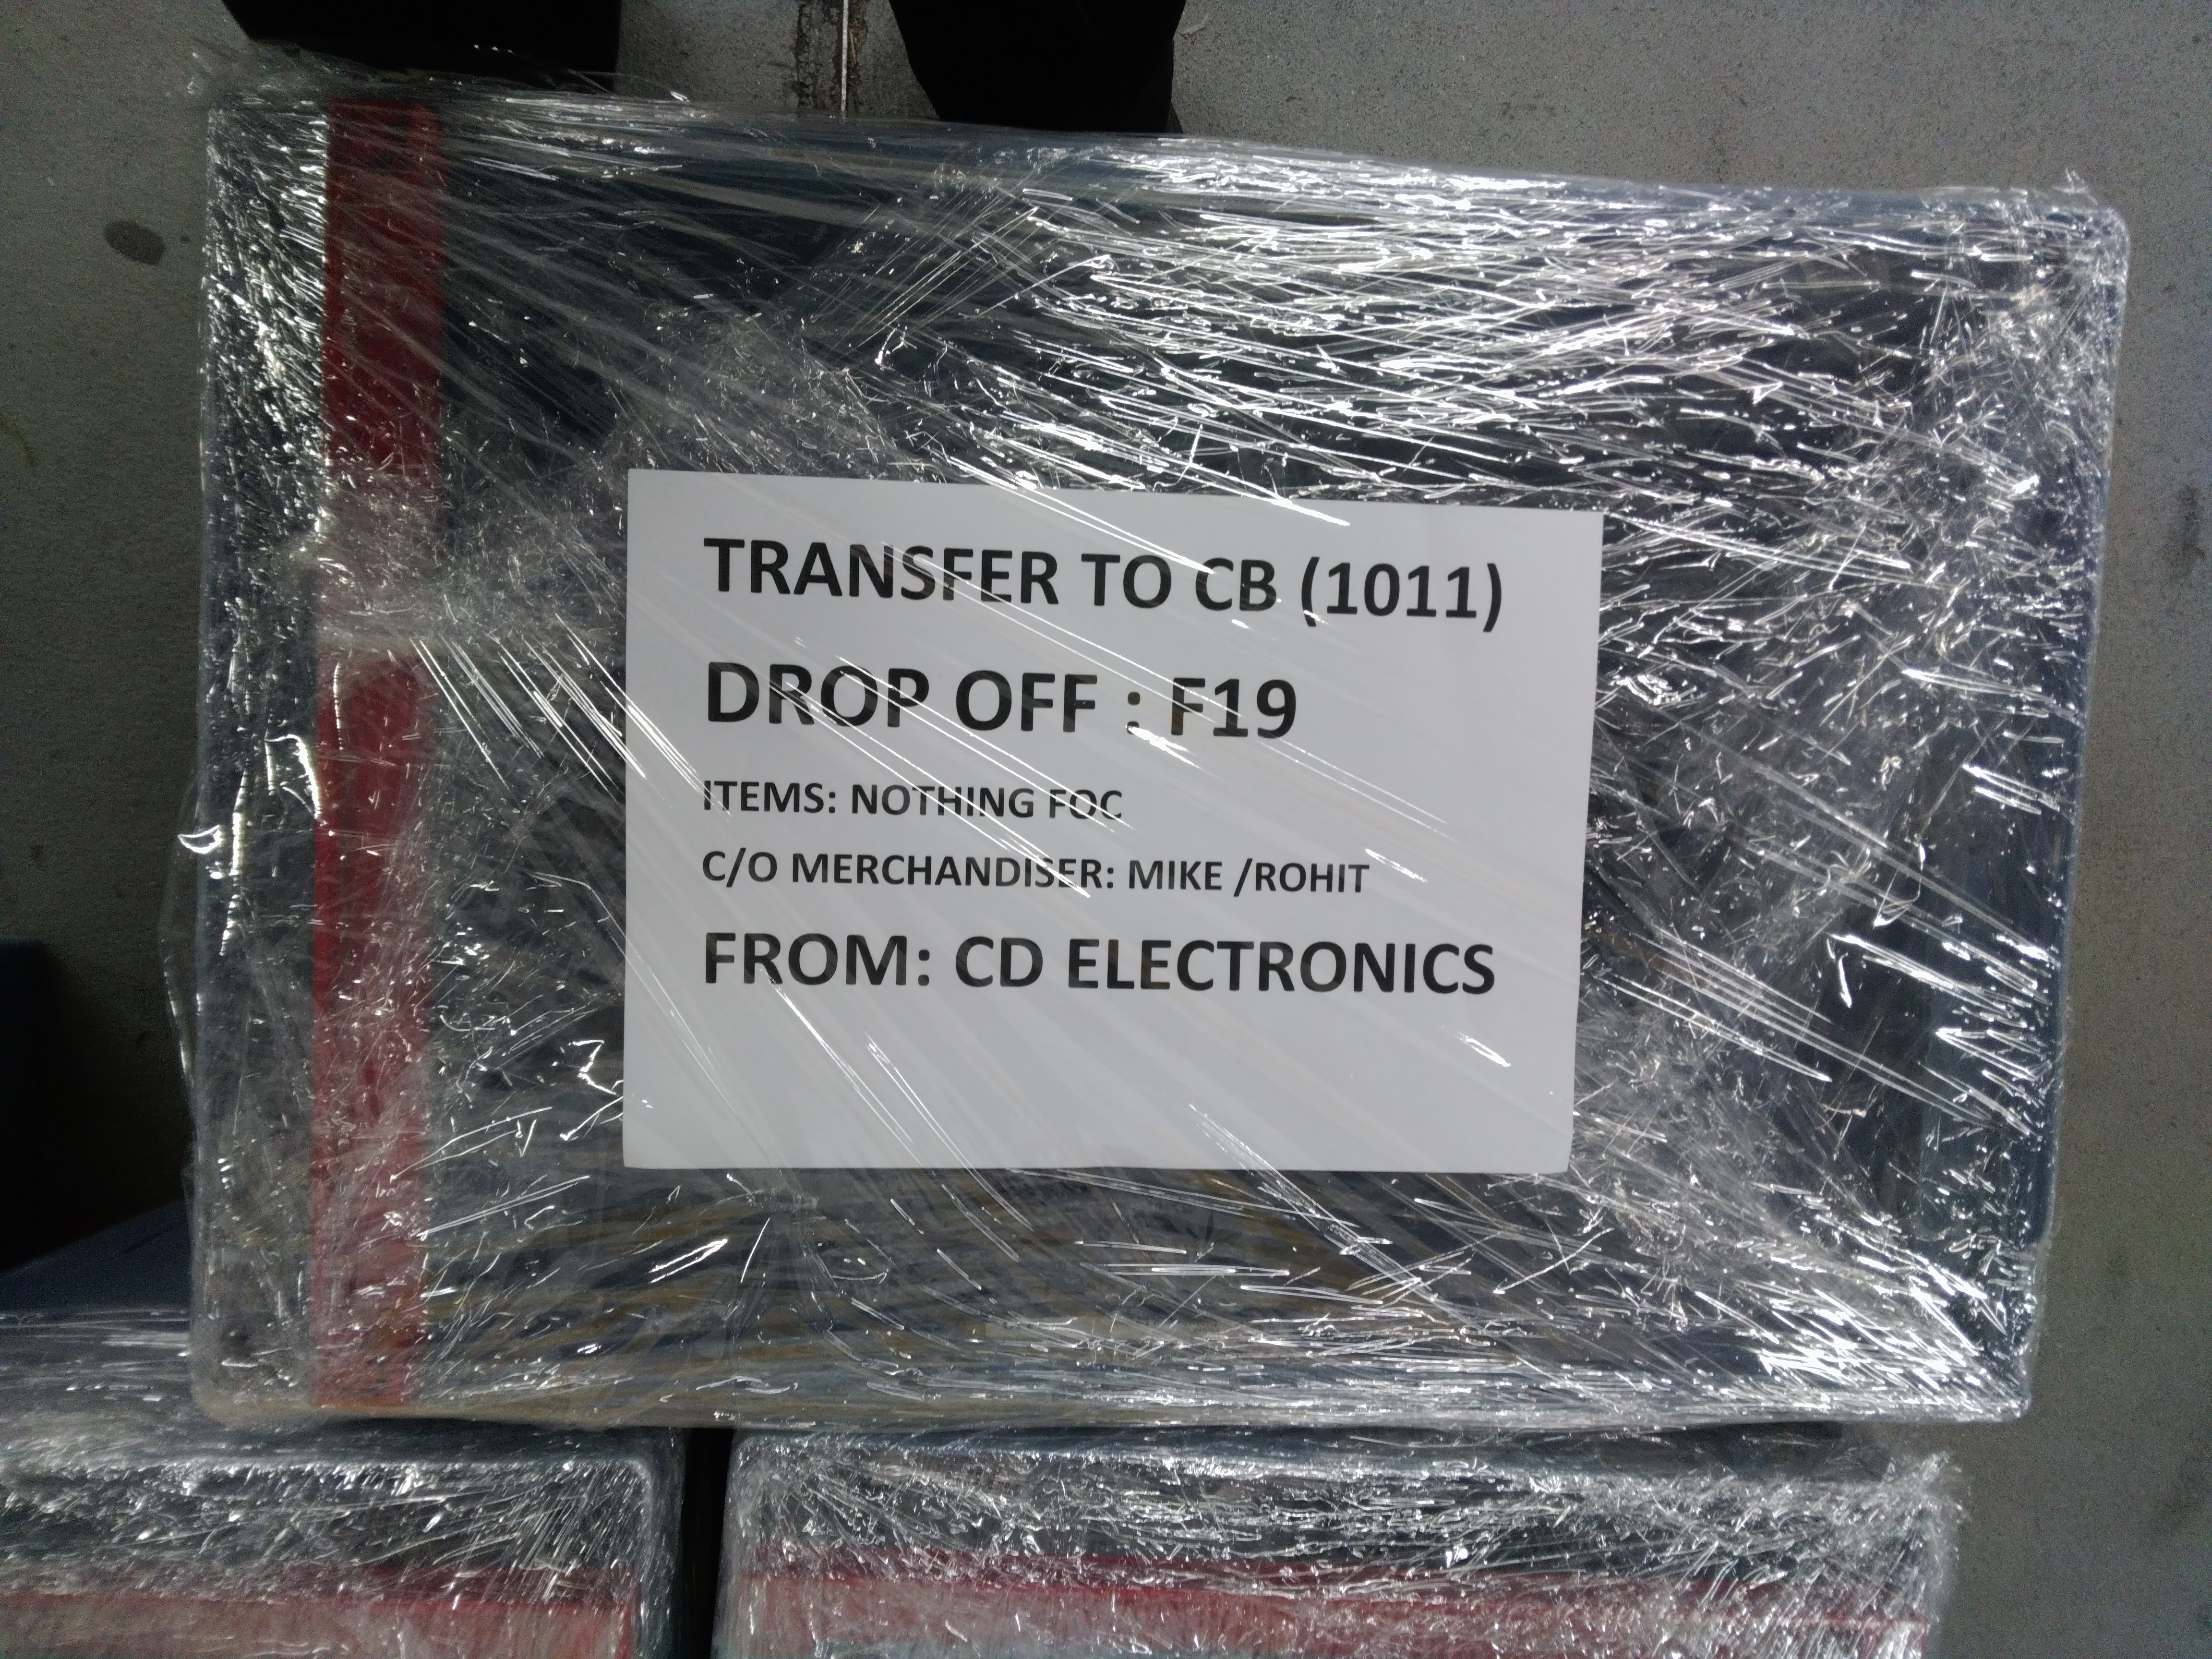 TRANSFER TO CB (1011)
DROP OFF : F19
ITEMS: NOTHING FOC
C/O MERCHANDISER: MIKE /ROHIT
FROM: CD ELECTRONICS